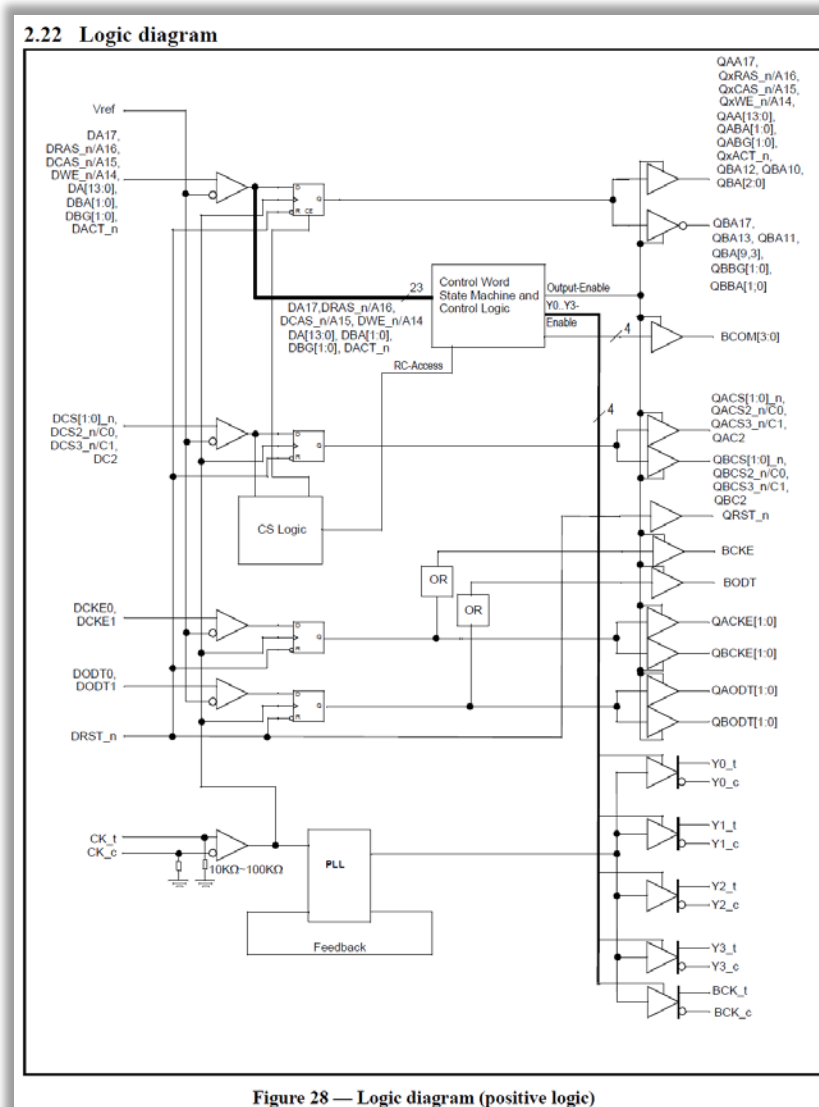 2.22 Logic diagram
Vref
DA17,
DRAS_n/A16,
DCAS_n/A15,
DWE_n/A14,
DA[13:0],
DBA[1:0],
DBG[1:0],
DACT_n
D
Q
R CE
QAA17,
QxRAS_n/A16,
QxCAS_n/A15,
QxWE_n/A14,
QAA[13:0],
QABA[1:0],
QABG[1:0],
QxACT_n,
QBA12, QBA10,
QBA[2:0]
QBA17,
QBA13, QBA11,
QBA[9,3],
QBBG[1:0],
QBBA[1;0]
23
DA17,DRAS_n/A16,
DCAS_n/A15, DWE_n/A14
DA[13:0], DBA[1:0],
DBG[1:0], DACT_n
Control Word
State Machine and
Control Logic
Output-Enable
Y0..Y3-
Enable
4
BCOM[3:0]
RC-Access
4
DCS[1:0]_n,
DCS2_n/C0,
DCS3_n/C1,
DC2
D
Q
R
QACS[1:0]_n,
QACS2_n/C0,
QACS3_n/C1,
QAC2
QBCS[1:0]_n,
QBCS2_n/C0,
QBCS3_n/C1,
QBC2
CS Logic
QRST_n
BCKE
OR
BODT
OR
DCKE0,
DCKE1
D
Q
R
QACKE[1:0]
QBCKE[1:0]
DODT0,
DODT1
D
Q
R
QAODT[1:0]
QBODT[1:0]
DRST_n
CK_t
CK_c
10KΩ~100KΩ
PLL
Feedback
Y0_t
Y0_c
Y1_t
Y1_c
Y2_t
Y2_c
Y3_t
Y3_c
BCK_t
BCK_c
Figure 28 — Logic diagram (positive logic)